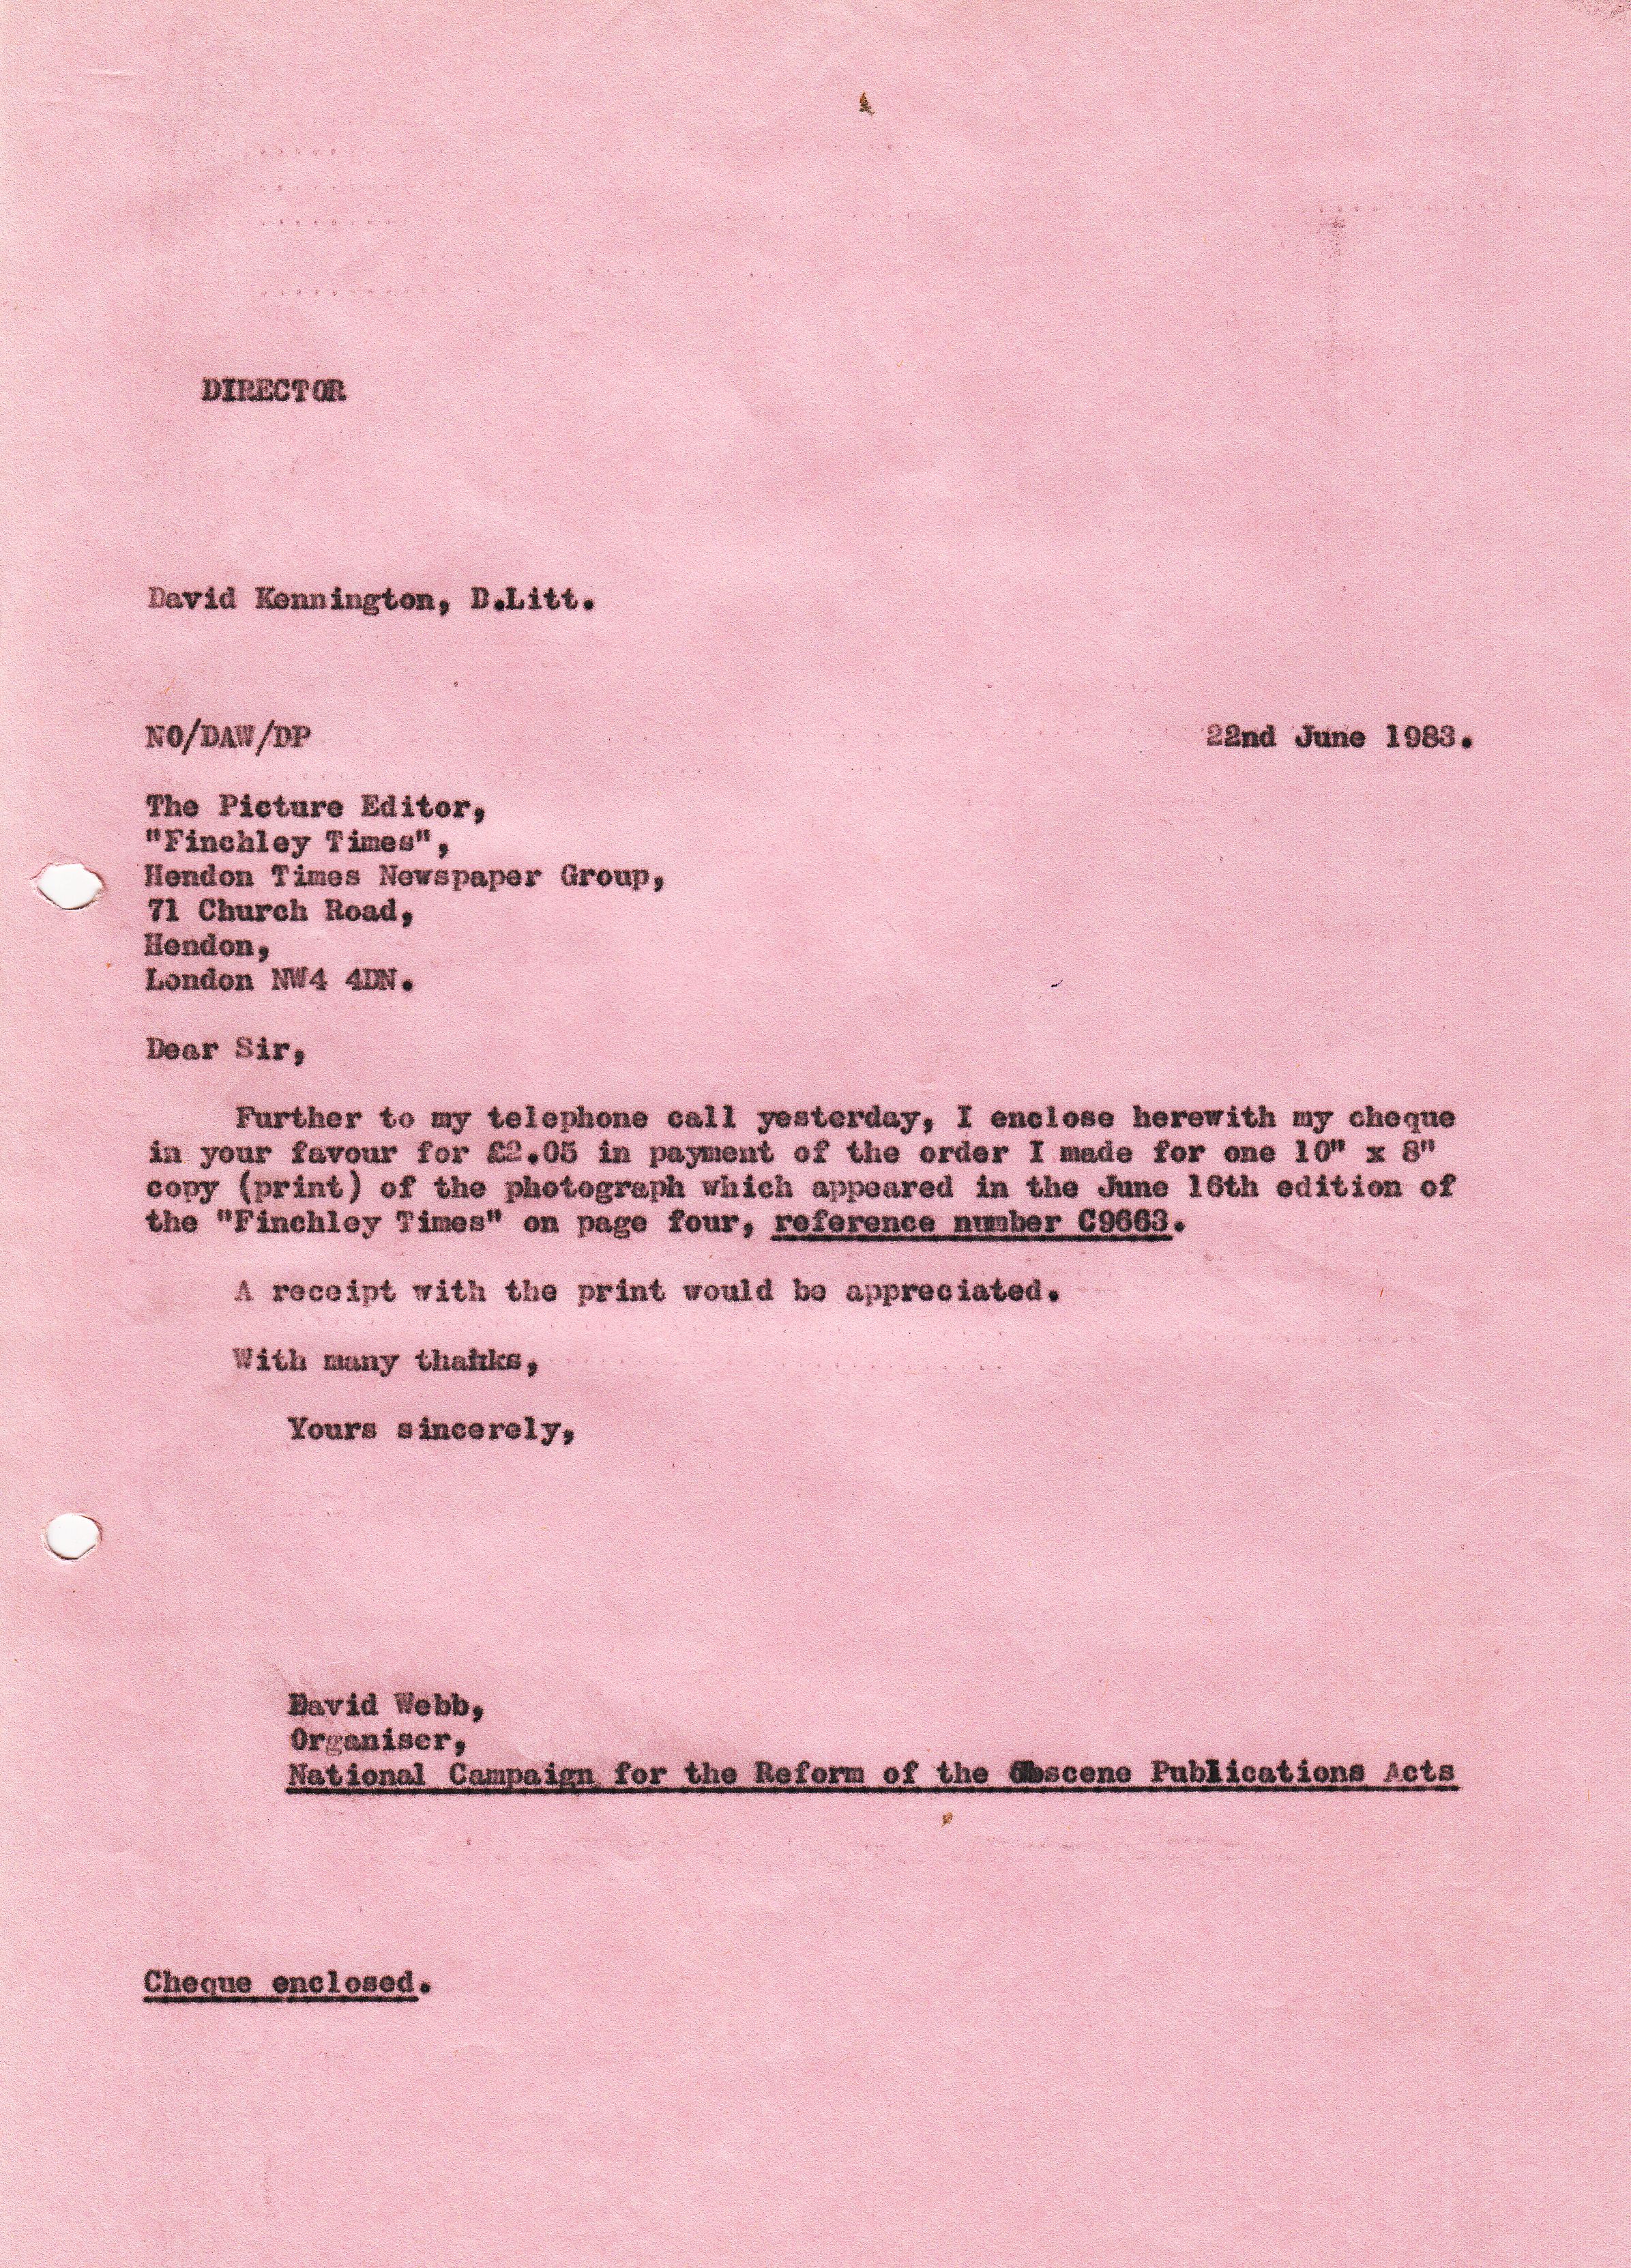 DIRECTOR
David Kennington, D.Litt.
NO/DAW/DP 22nd June 1983.
The Picture Editor,
"Finchley Times",
Hendon Times Newspaper Group,
71 Church Road,
Hendon,
London NW4 4DN.
Dear Sir,
Further to my telephone call yesterday, I enclose herewith my cheque
in your favour for £2.05 in payment of the order I made for one 10" x 8"
copy (print) of the photograph which appeared in the June 16th edition of
the "Finchley Times" on page four, reference number C9663.
A receipt with the print would be appreciated.
With many thanks,
Yours sincerely,
David Webb,
Organiser,
National Campaign for the Reform of the Obscene Publications Acts
Cheque enclosed.